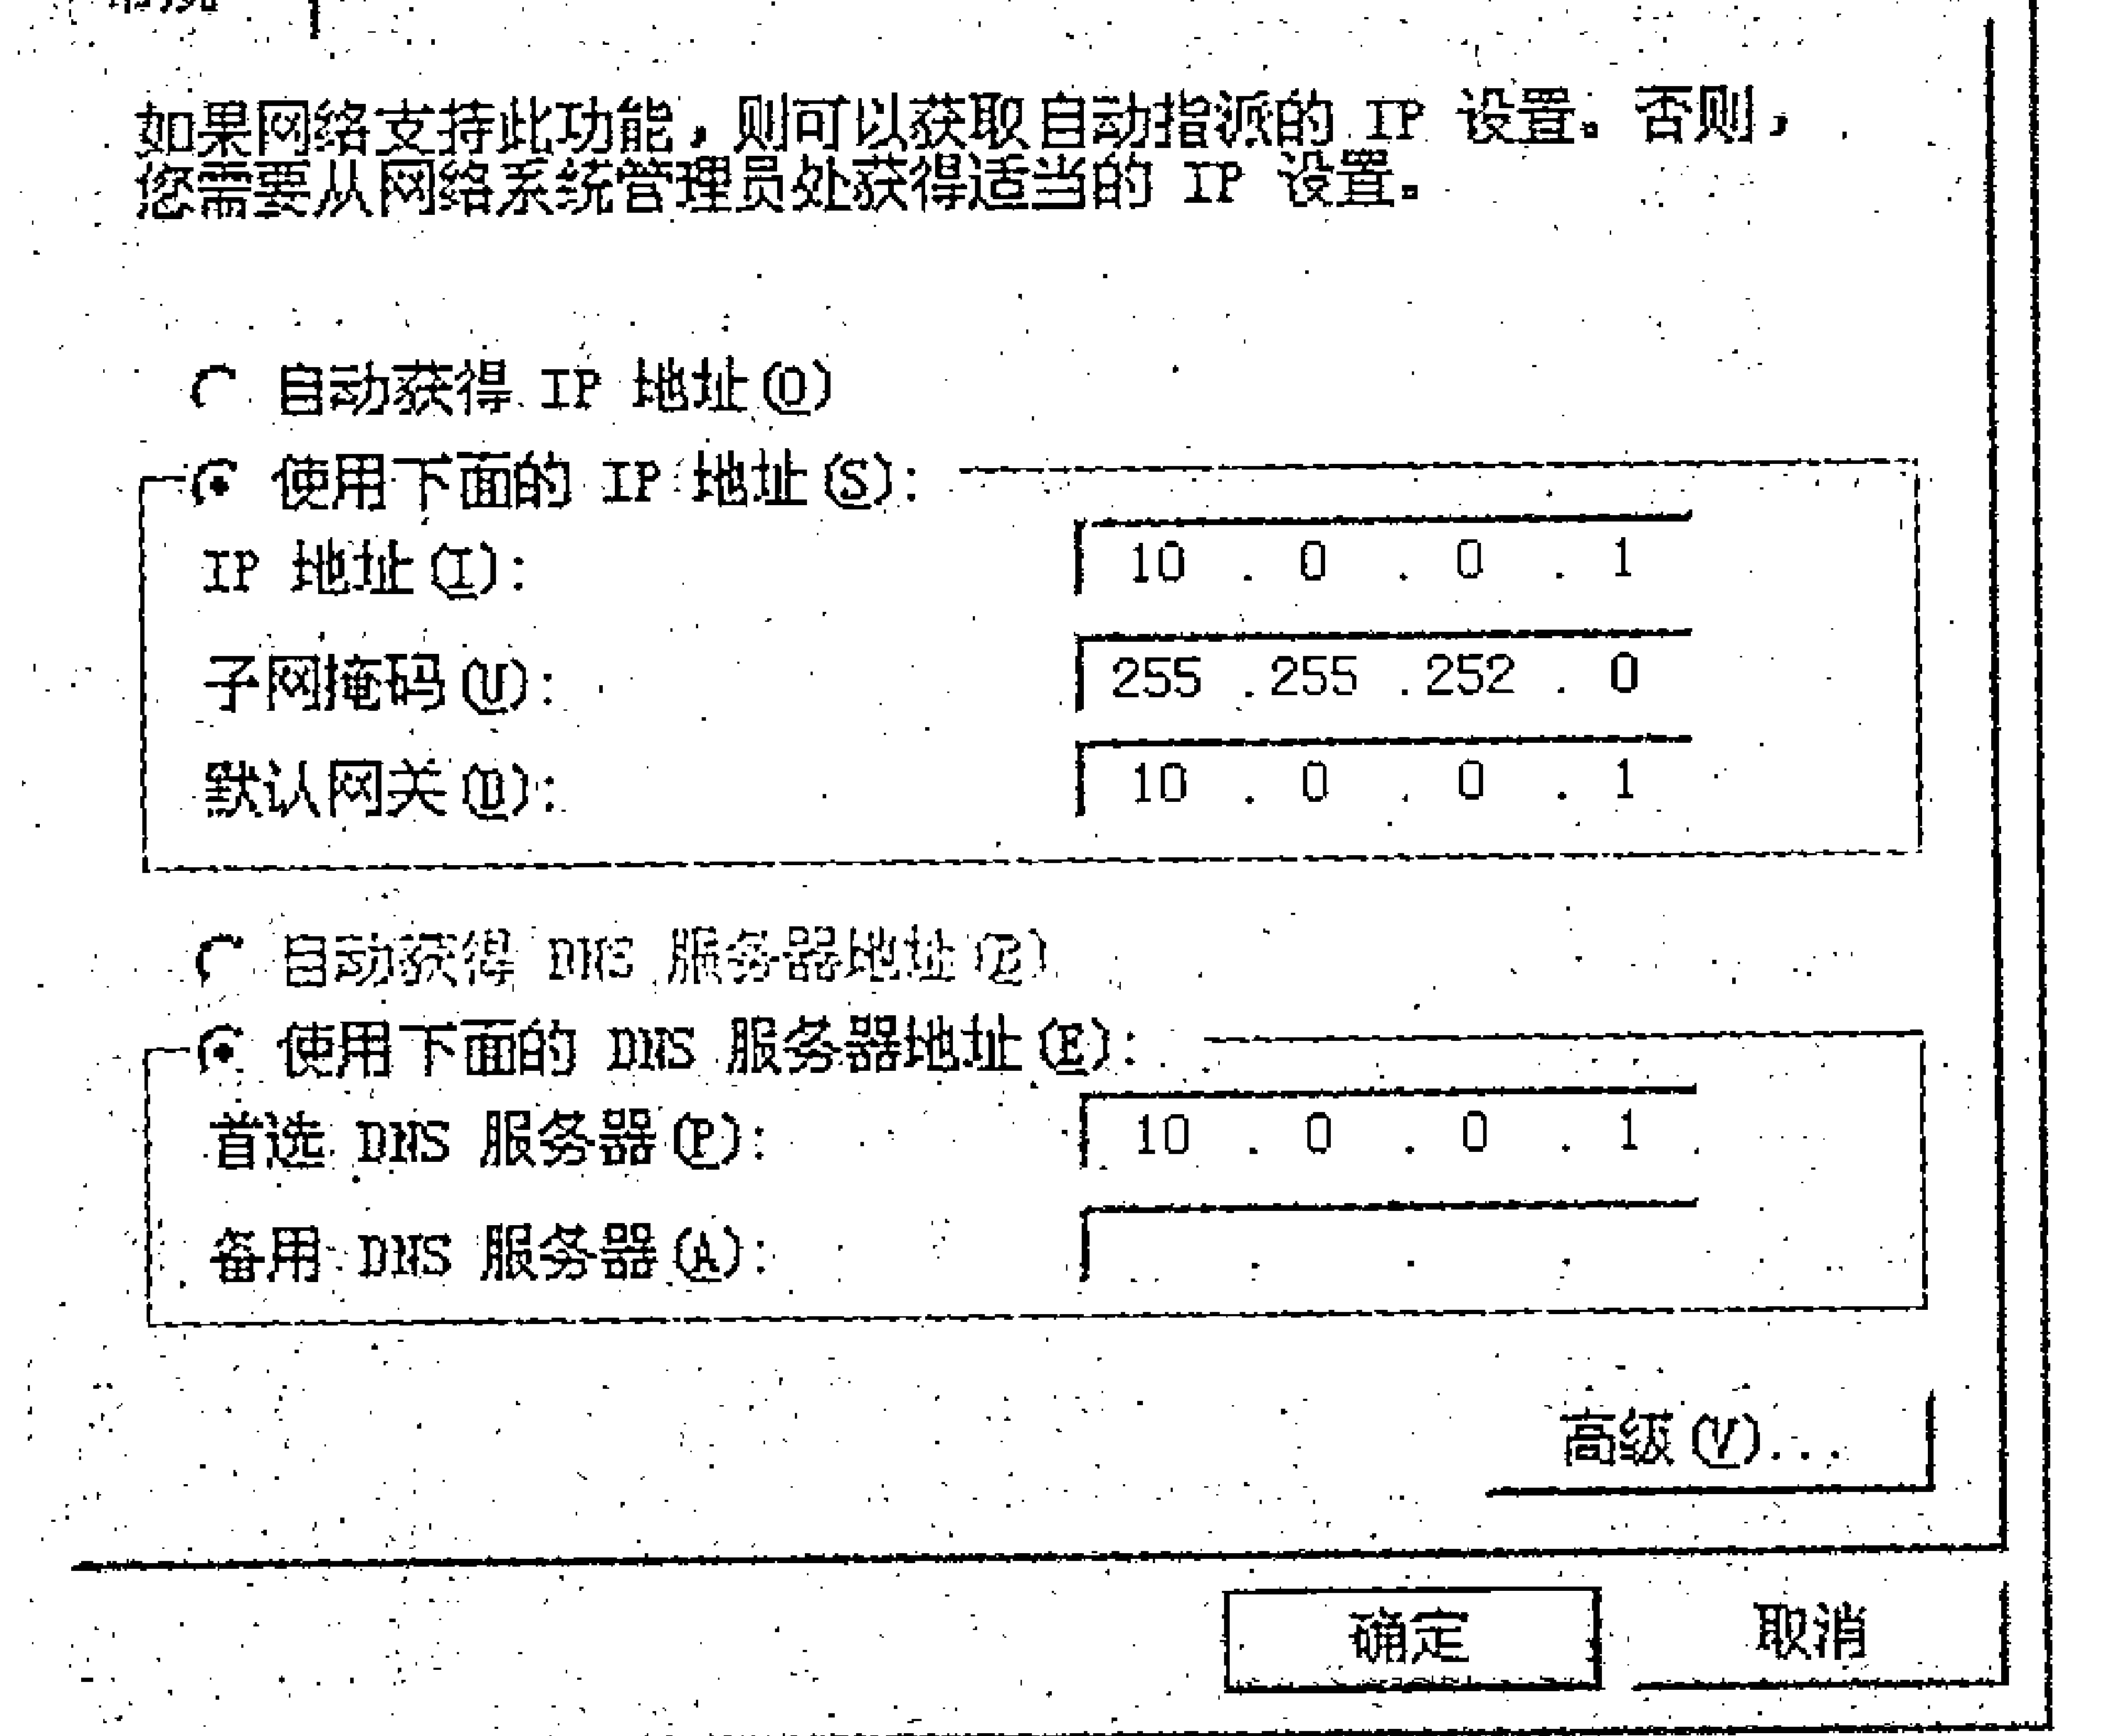 如果网络支持此功能，则可以获取自动指派的 IP 设置。否则，
您需要从网络系统管理员处获得适当的 IP 设置。
自动获得 IP 地址(O)
使用下面的 IP 地址(S):
IP 地址(I): 10 . 0 . 0 . 1
子网掩码(U): 255 .255 .252 . 0
默认网关(D): 10 . 0 . 0 . 1
自动获得 DNS 服务器地址(B)
使用下面的 DNS 服务器地址(E):
首选 DNS 服务器(P): 10 . 0 . 0 . 1
备用 DNS 服务器(A): . . .
高级(V)...
确定 取消